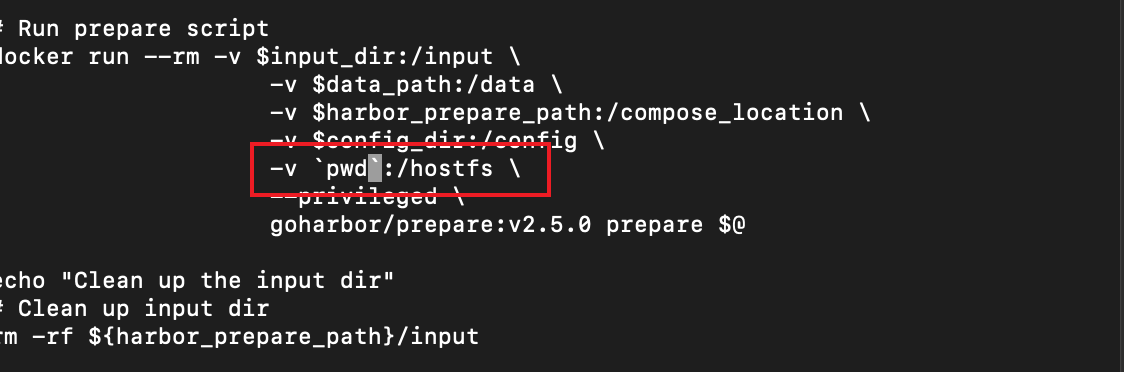 # Run prepare script
docker run --rm -v $input_dir:/input \
-v $data_path:/data \
-v $harbor_prepare_path:/compose_location \
-v $config_dir:/config \
-v `pwd`:/hostfs \
--privileged \
goharbor/prepare:v2.5.0 prepare $@
echo "Clean up the input dir"
# Clean up input dir
rm -rf ${harbor_prepare_path}/input